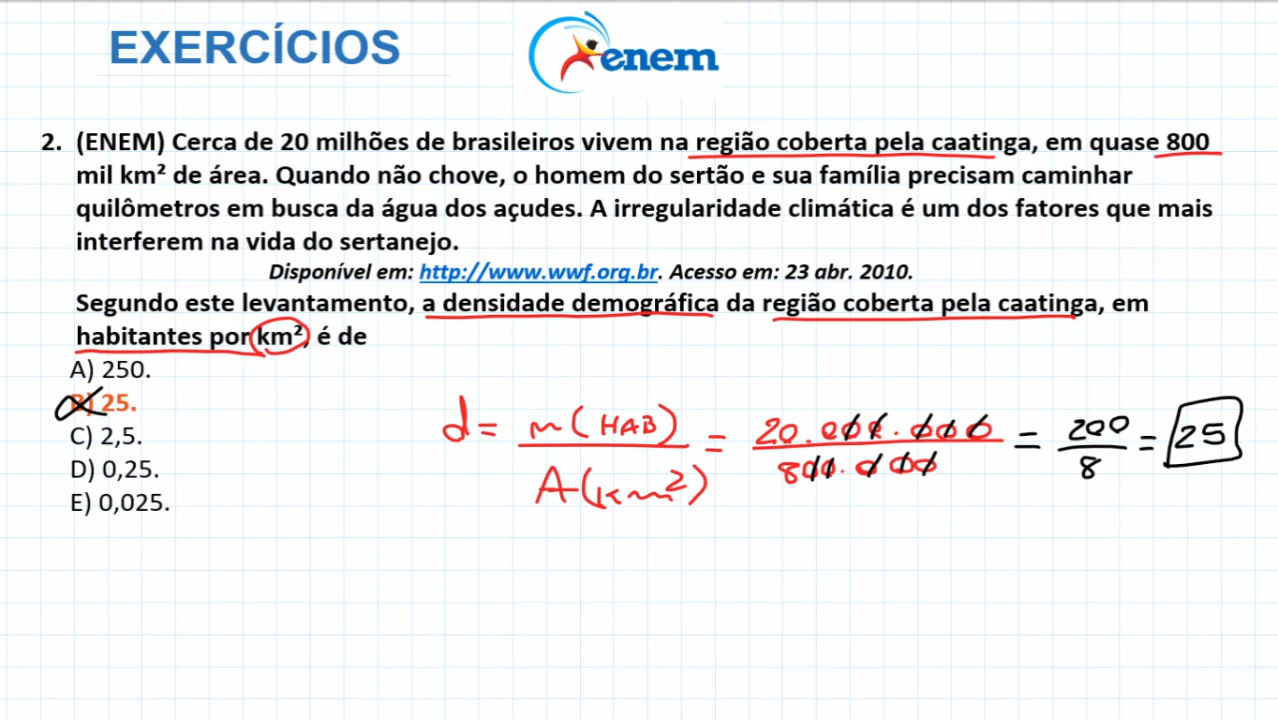 EXERCÍCIOS
enem
2. (ENEM) Cerca de 20 milhões de brasileiros vivem na região coberta pela caatinga, em quase 800
mil km² de área. Quando não chove, o homem do sertão e sua família precisam caminhar
quilômetros em busca da água dos açudes. A irregularidade climática é um dos fatores que mais
interferem na vida do sertanejo.
Disponível em: http://www.wwf.org.br. Acesso em: 23 abr. 2010.
Segundo este levantamento, a densidade demográfica da região coberta pela caatinga, em
habitantes por km², é de
A) 250.
B) 25.
C) 2,5.
D) 0,25.
E) 0,025.
d = m (HAB) / A (km²) = 20.000.000 / 800.000 = 200 / 8 = 25